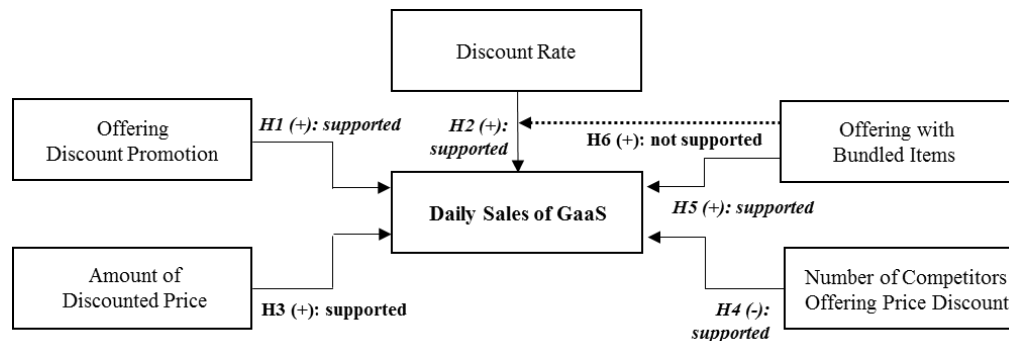 Discount Rate
Offering
Discount Promotion
H1 (+): supported
H2 (+):
supported
H6 (+): not supported
Offering with
Bundled Items
Daily Sales of GaaS
H5 (+): supported
Amount of
Discounted Price
H3 (+): supported
H4 (-):
supported
Number of Competitors
Offering Price Discount